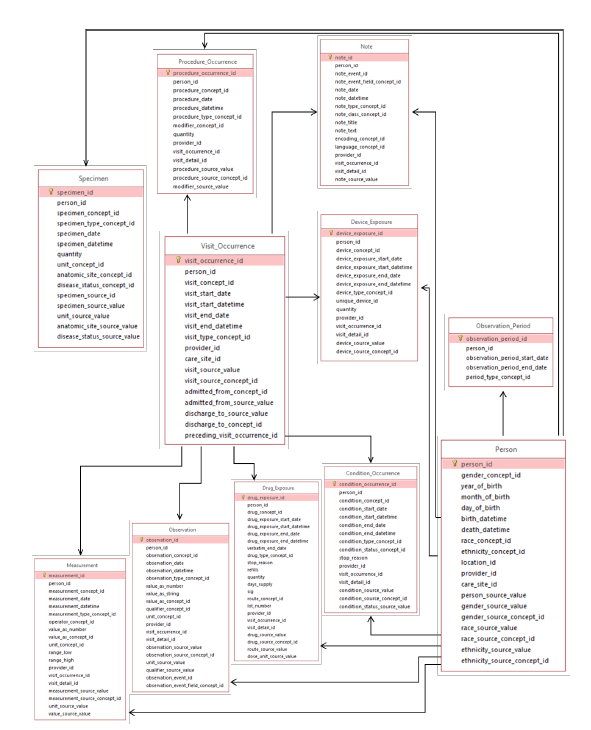 Procedure_Occurrence
procedure_occurrence_id
person_id
procedure_concept_id
procedure_date
procedure_datetime
procedure_type_concept_id
modifier_concept_id
quantity
provider_id
visit_occurrence_id
visit_detail_id
procedure_source_value
procedure_source_concept_id
modifier_source_value
Note
note_id
person_id
note_event_id
note_event_field_concept_id
note_date
note_datetime
note_type_concept_id
note_class_concept_id
note_title
note_text
encoding_concept_id
language_concept_id
provider_id
visit_occurrence_id
visit_detail_id
note_source_value
Specimen
specimen_id
person_id
specimen_concept_id
specimen_type_concept_id
specimen_date
specimen_datetime
quantity
unit_concept_id
anatomic_site_concept_id
disease_status_concept_id
specimen_source_id
specimen_source_value
unit_source_value
anatomic_site_source_value
disease_status_source_value
Visit_Occurrence
visit_occurrence_id
person_id
visit_concept_id
visit_start_date
visit_start_datetime
visit_end_date
visit_end_datetime
visit_type_concept_id
provider_id
care_site_id
visit_source_value
visit_source_concept_id
admitted_from_concept_id
admitted_from_source_value
discharge_to_source_value
discharge_to_concept_id
preceding_visit_occurrence_id
Device_Exposure
device_exposure_id
person_id
device_concept_id
device_exposure_start_date
device_exposure_start_datetime
device_exposure_end_date
device_exposure_end_datetime
device_type_concept_id
unique_device_id
quantity
provider_id
visit_occurrence_id
visit_detail_id
device_source_value
device_source_concept_id
Observation_Period
observation_period_id
person_id
observation_period_start_date
observation_period_end_date
period_type_concept_id
Person
person_id
gender_concept_id
year_of_birth
month_of_birth
day_of_birth
birth_datetime
death_datetime
race_concept_id
ethnicity_concept_id
location_id
provider_id
care_site_id
person_source_value
gender_source_value
gender_source_concept_id
race_source_value
race_source_concept_id
ethnicity_source_value
ethnicity_source_concept_id
Condition_Occurrence
condition_occurrence_id
person_id
condition_concept_id
condition_start_date
condition_start_datetime
condition_end_date
condition_end_datetime
condition_type_concept_id
condition_status_concept_id
stop_reason
provider_id
visit_occurrence_id
visit_detail_id
condition_source_value
condition_source_concept_id
condition_status_source_value
Drug_Exposure
drug_exposure_id
person_id
drug_concept_id
drug_exposure_start_date
drug_exposure_start_datetime
drug_exposure_end_date
drug_exposure_end_datetime
verbatim_end_date
drug_type_concept_id
stop_reason
refills
quantity
days_supply
sig
route_concept_id
lot_number
provider_id
visit_occurrence_id
visit_detail_id
drug_source_value
drug_source_concept_id
route_source_value
dose_unit_source_value
Observation
observation_id
person_id
observation_concept_id
observation_date
observation_datetime
observation_type_concept_id
value_as_number
value_as_string
value_as_concept_id
qualifier_concept_id
unit_concept_id
provider_id
visit_occurrence_id
visit_detail_id
observation_source_value
observation_source_concept_id
unit_source_value
qualifier_source_value
observation_event_id
observation_event_field_concept_id
Measurement
measurement_id
person_id
measurement_concept_id
measurement_date
measurement_datetime
measurement_type_concept_id
operator_concept_id
value_as_number
value_as_concept_id
unit_concept_id
range_low
range_high
provider_id
visit_occurrence_id
visit_detail_id
measurement_source_value
measurement_source_concept_id
unit_source_value
value_source_value